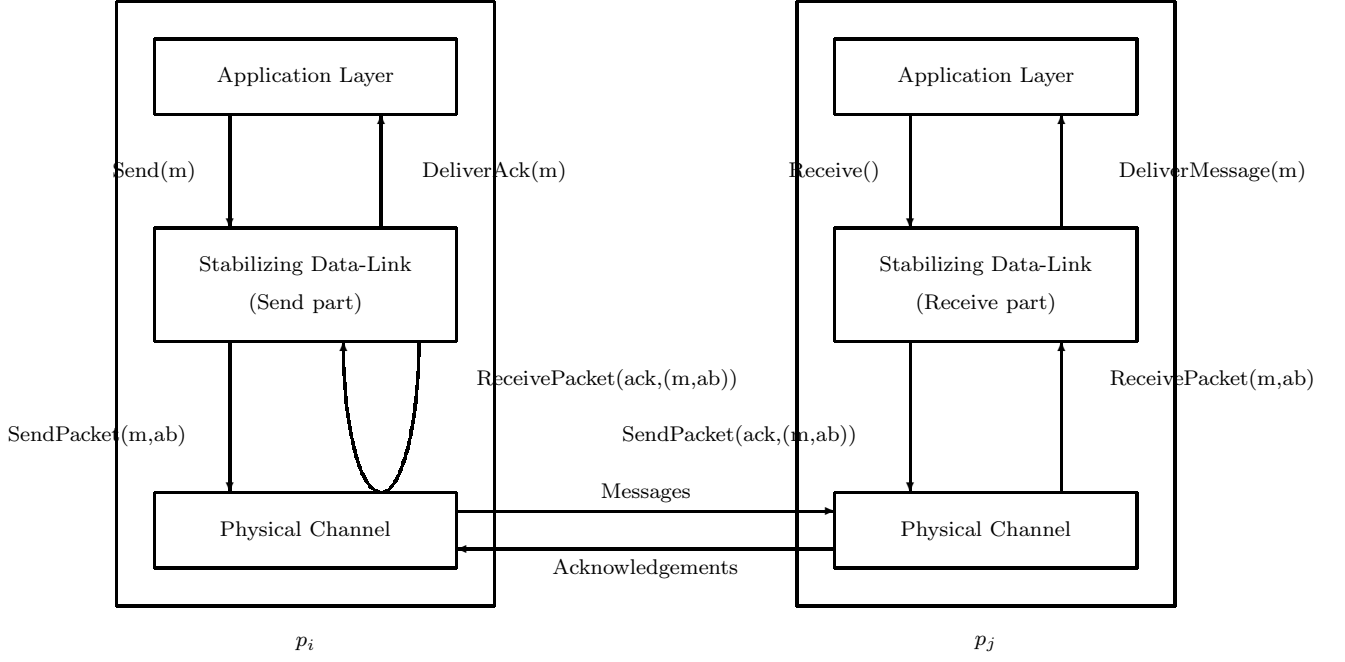 Application Layer
Application Layer
Send(m)
DeliverAck(m)
Receive()
DeliverMessage(m)
Stabilizing Data-Link
(Send part)
Stabilizing Data-Link
(Receive part)
ReceivePacket(ack,(m,ab))
ReceivePacket(m,ab)
SendPacket(m,ab)
SendPacket(ack,(m,ab))
Messages
Physical Channel
Physical Channel
Acknowledgements
p_i
p_j